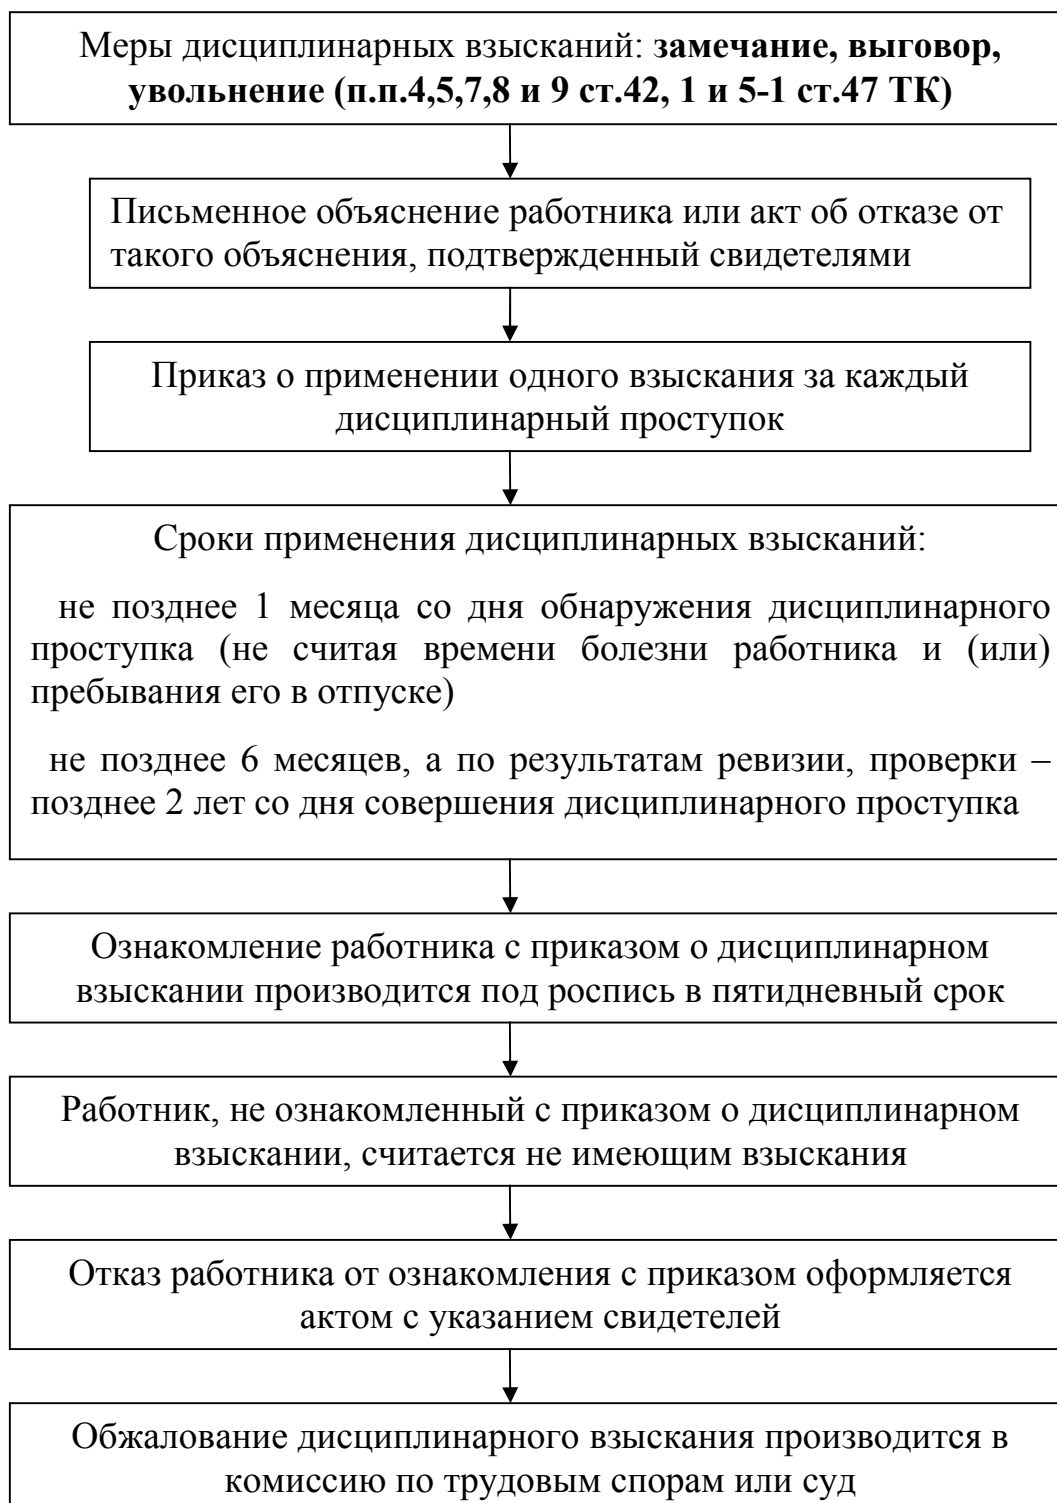 Меры дисциплинарных взысканий: замечание, выговор,
увольнение (п.п.4,5,7,8 и 9 ст.42, 1 и 5-1 ст.47 ТК)
Письменное объяснение работника или акт об отказе от
такого объяснения, подтвержденный свидетелями
Приказ о применении одного взыскания за каждый
дисциплинарный проступок
Сроки применения дисциплинарных взысканий:
не позднее 1 месяца со дня обнаружения дисциплинарного
проступка (не считая времени болезни работника и (или)
пребывания его в отпуске)
не позднее 6 месяцев, а по результатам ревизии, проверки –
позднее 2 лет со дня совершения дисциплинарного проступка
Ознакомление работника с приказом о дисциплинарном
взыскании производится под роспись в пятидневный срок
Работник, не ознакомленный с приказом о дисциплинарном
взыскании, считается не имеющим взыскания
Отказ работника от ознакомления с приказом оформляется
актом с указанием свидетелей
Обжалование дисциплинарного взыскания производится в
комиссию по трудовым спорам или суд